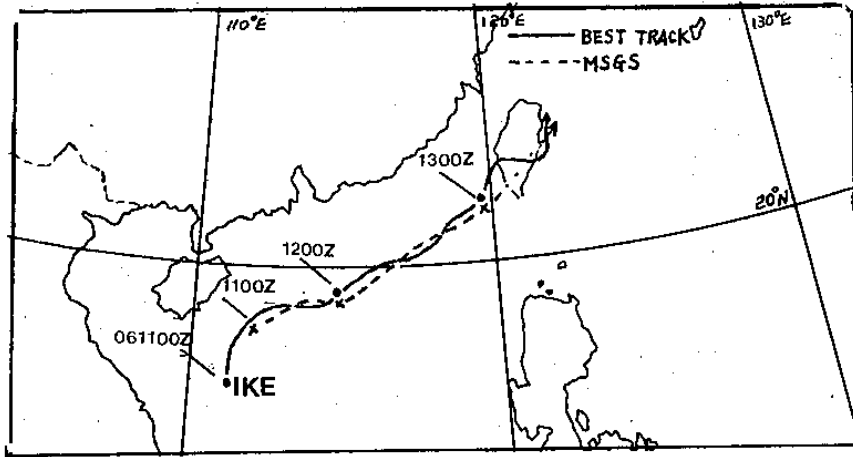 110°E
120°E
130°E
BEST TRACK
MSGS
1300Z
20°N
1200Z
1100Z
061100Z
IKE